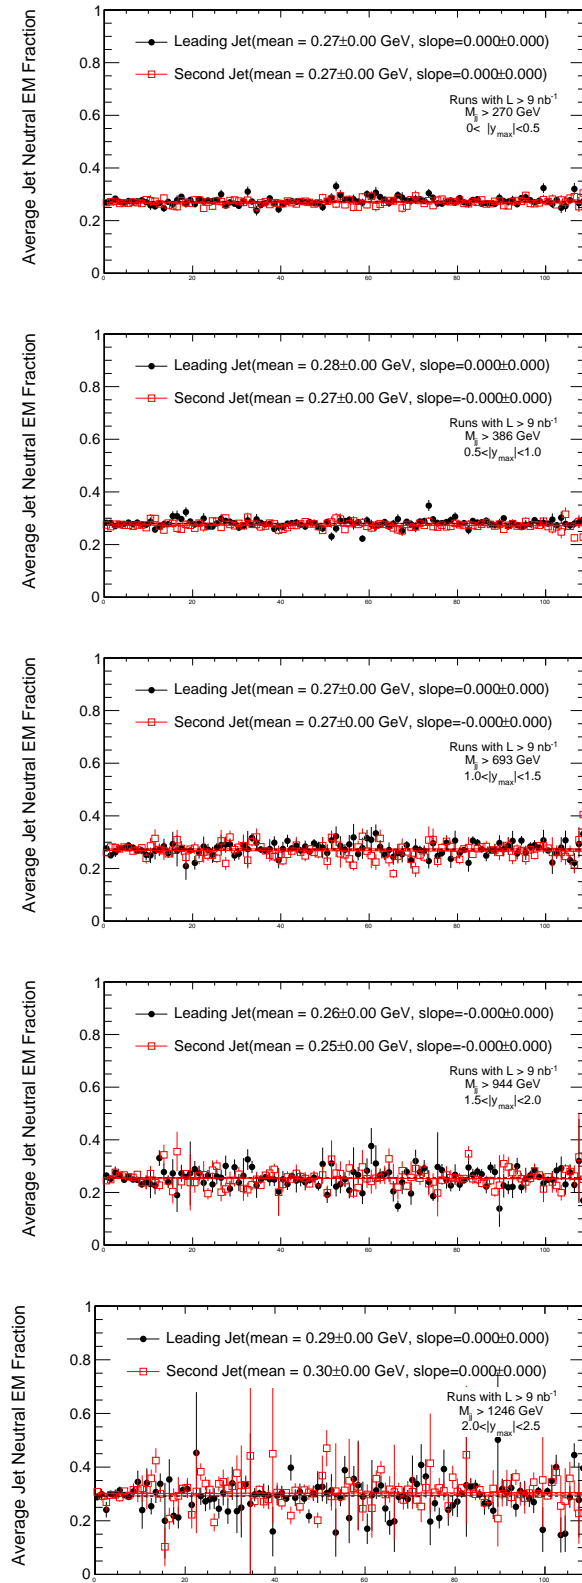 Average Jet Neutral EM Fraction
1
Leading Jet(mean = 0.27±0.00 GeV, slope=0.000±0.000)
0.8
Second Jet(mean = 0.27±0.00 GeV, slope=0.000±0.000)
Runs with L > 9 nb⁻¹
M_jj > 270 GeV
0.6
0< |y_max|<0.5
0.4
0.2
0
0 20 40 60 80 100
Average Jet Neutral EM Fraction
1
Leading Jet(mean = 0.28±0.00 GeV, slope=0.000±0.000)
0.8
Second Jet(mean = 0.27±0.00 GeV, slope=-0.000±0.000)
Runs with L > 9 nb⁻¹
M_jj > 386 GeV
0.6
0.5<|y_max|<1.0
0.4
0.2
0
0 20 40 60 80 100
Average Jet Neutral EM Fraction
1
Leading Jet(mean = 0.27±0.00 GeV, slope=0.000±0.000)
0.8
Second Jet(mean = 0.27±0.00 GeV, slope=-0.000±0.000)
Runs with L > 9 nb⁻¹
M_jj > 693 GeV
0.6
1.0<|y_max|<1.5
0.4
0.2
0
0 20 40 60 80 100
Average Jet Neutral EM Fraction
1
Leading Jet(mean = 0.26±0.00 GeV, slope=-0.000±0.000)
0.8
Second Jet(mean = 0.25±0.00 GeV, slope=-0.000±0.000)
Runs with L > 9 nb⁻¹
M_jj > 944 GeV
0.6
1.5<|y_max|<2.0
0.4
0.2
0
0 20 40 60 80 100
Average Jet Neutral EM Fraction
1
Leading Jet(mean = 0.29±0.00 GeV, slope=0.000±0.000)
0.8
Second Jet(mean = 0.30±0.00 GeV, slope=0.000±0.000)
Runs with L > 9 nb⁻¹
M_jj > 1246 GeV
0.6
2.0<|y_max|<2.5
0.4
0.2
0
0 20 40 60 80 100